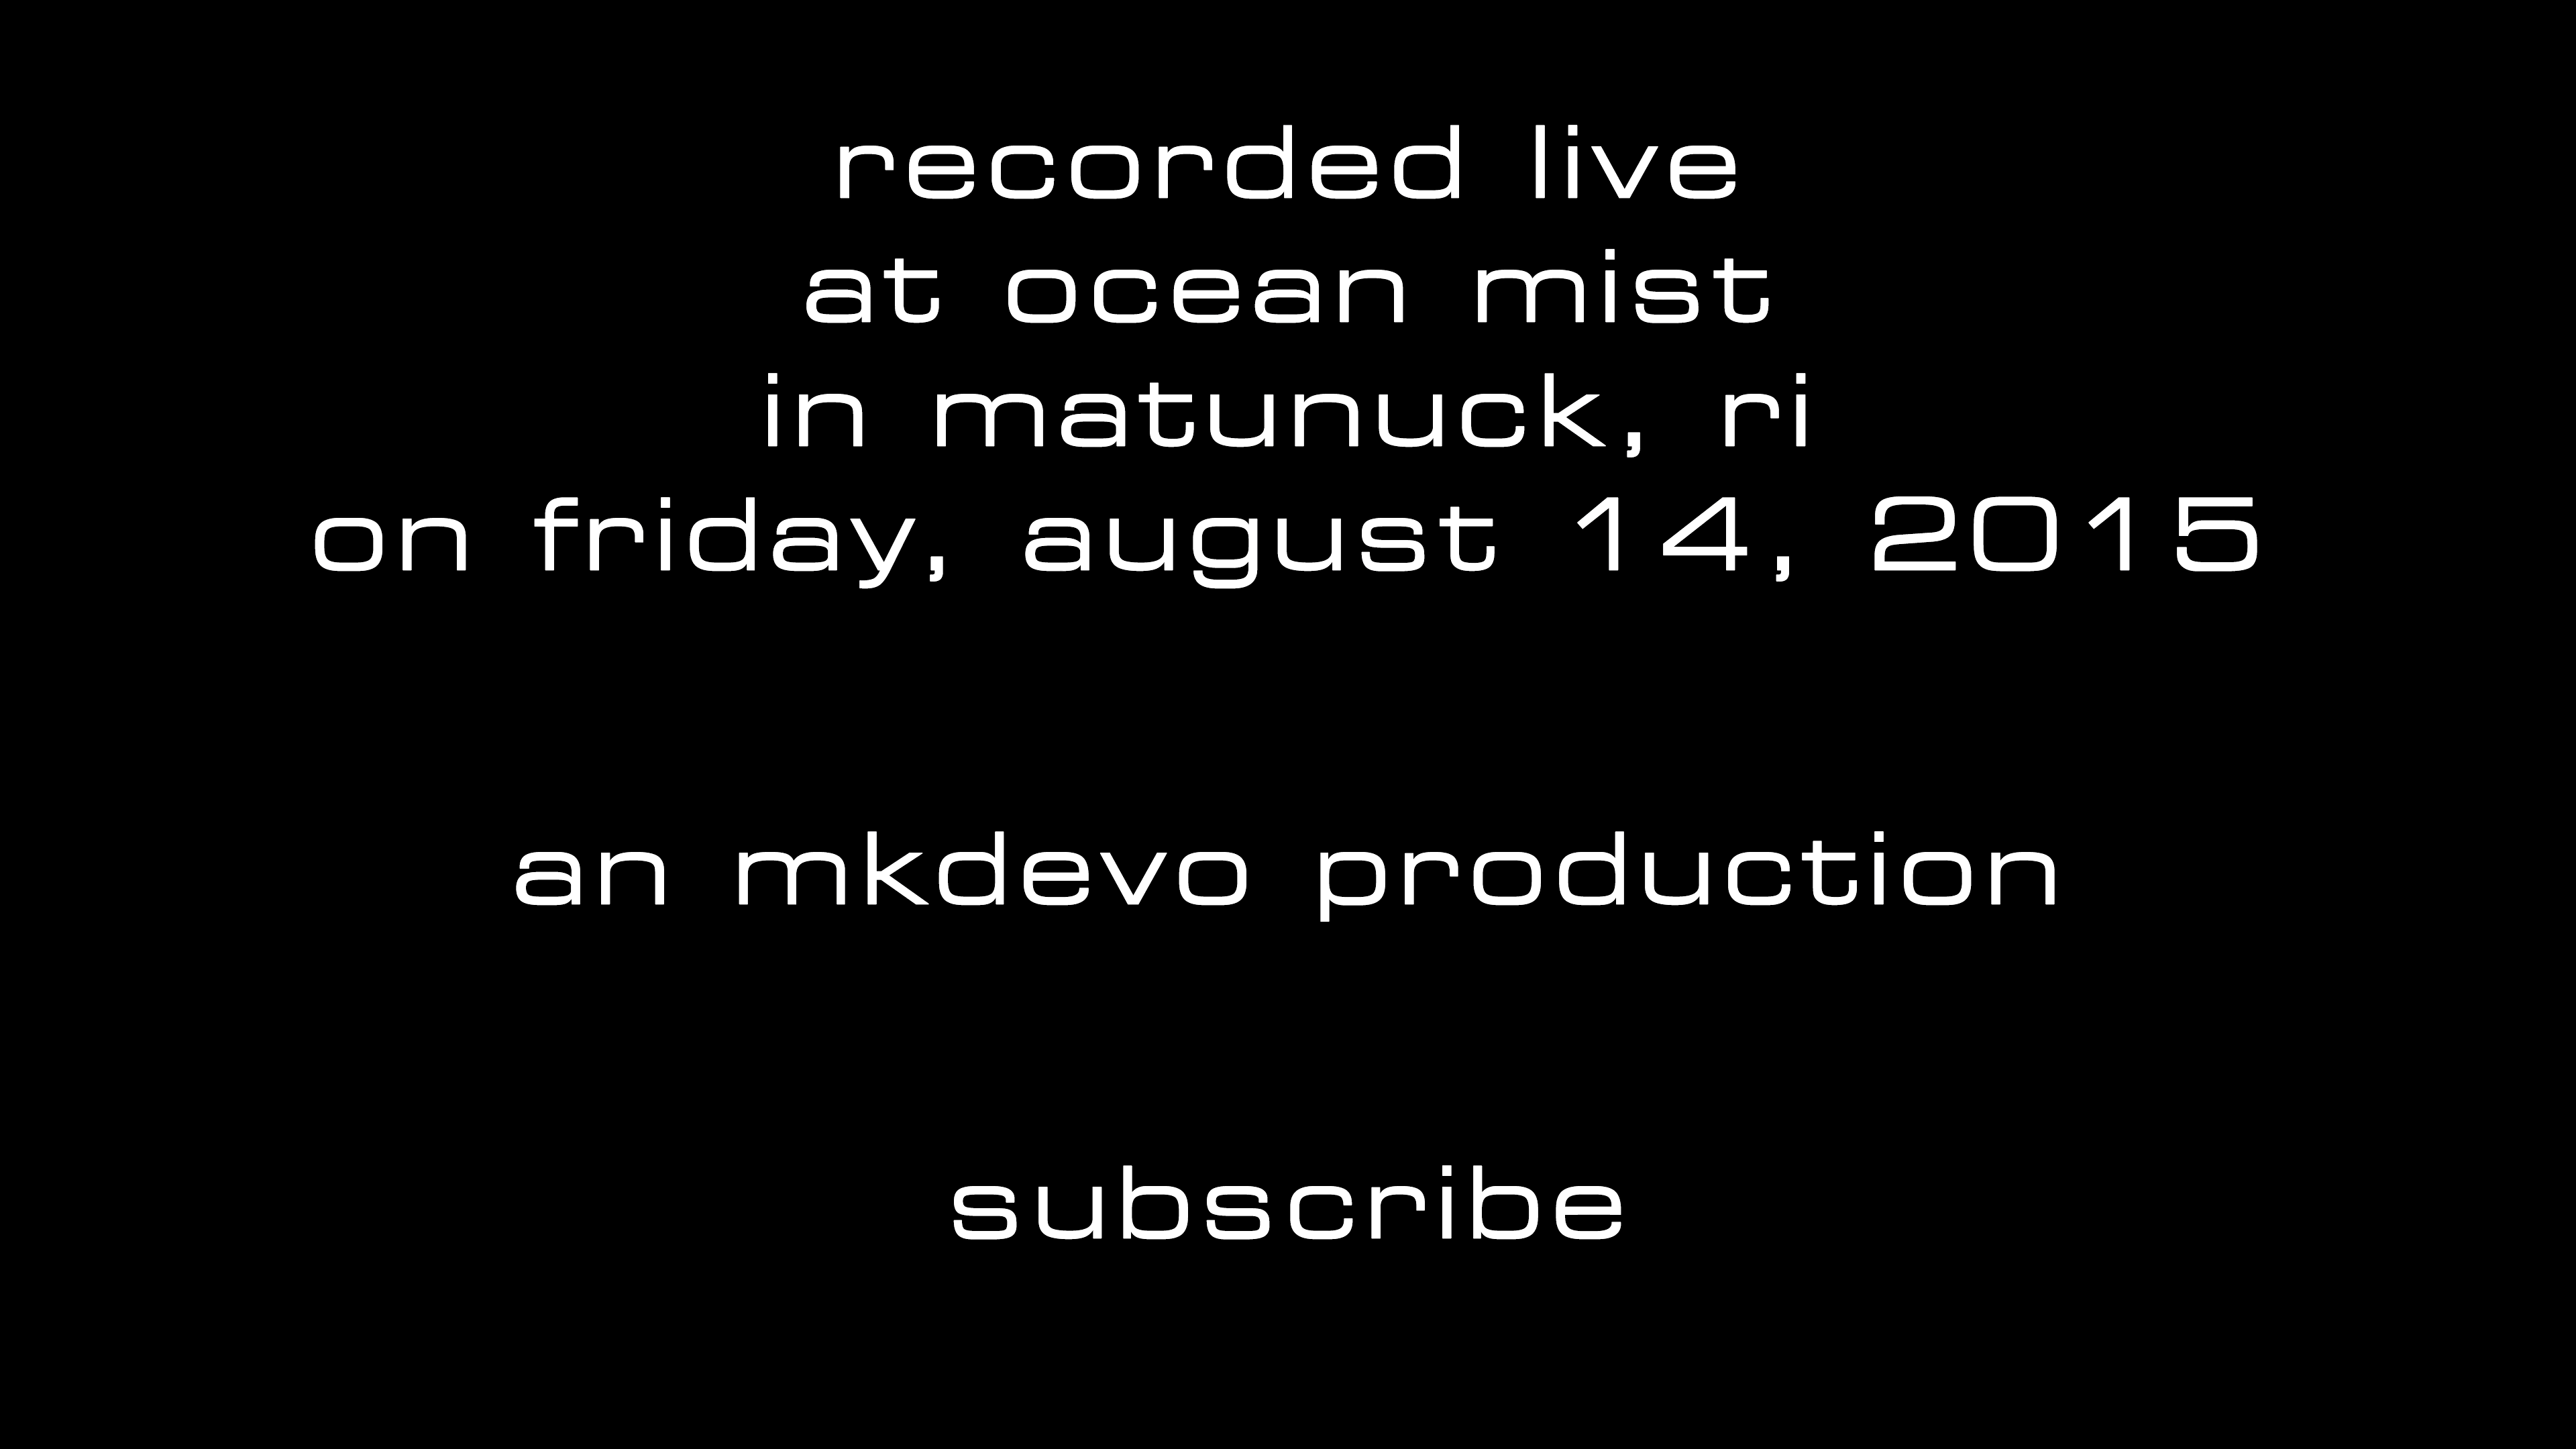 recorded live
at ocean mist
in matunuck, ri
on friday, august 14, 2015
an mkdevo production
subscribe